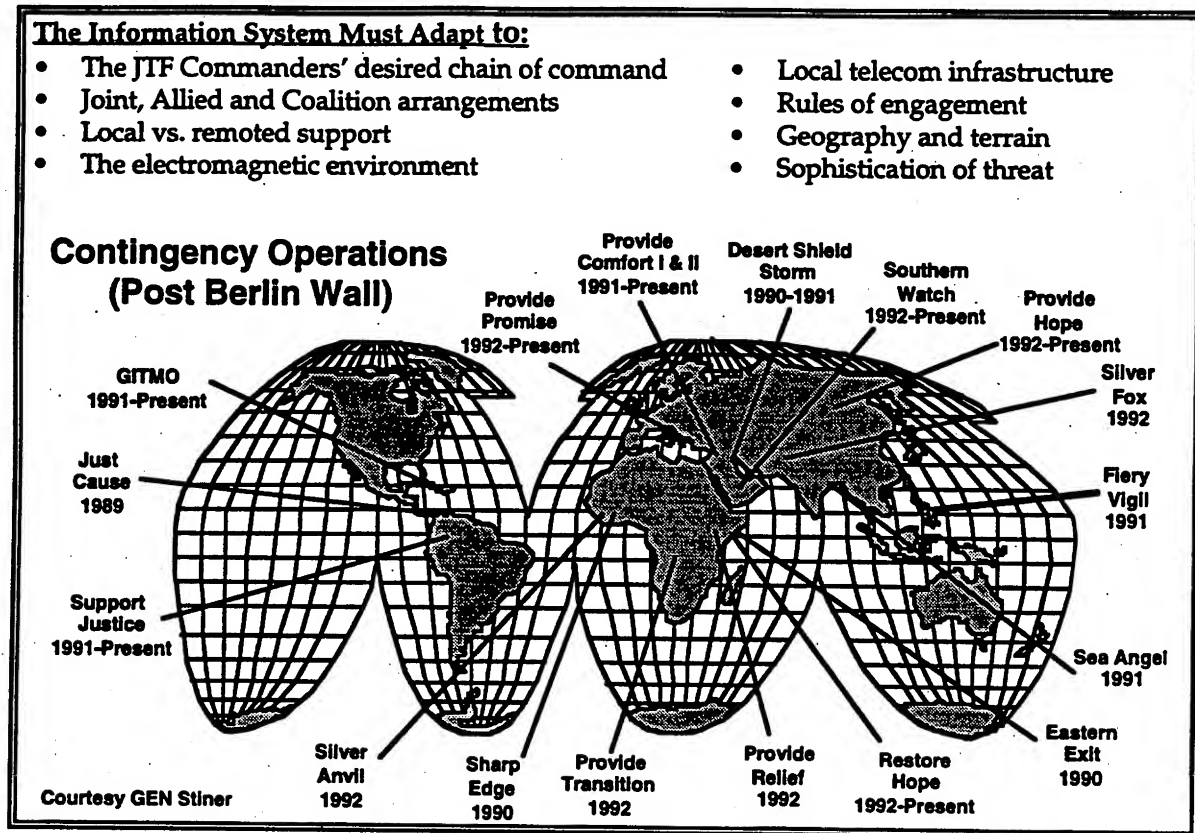 The Information System Must Adapt to:
• The JTF Commanders' desired chain of command
• Joint, Allied and Coalition arrangements
• Local vs. remoted support
• The electromagnetic environment
• Local telecom infrastructure
• Rules of engagement
• Geography and terrain
• Sophistication of threat
Contingency Operations
(Post Berlin Wall)
Provide
Comfort I & II
1991-Present
Desert Shield
Storm
1990-1991
Southern
Watch
1992-Present
Provide
Hope
1992-Present
Provide
Promise
1992-Present
Silver
Fox
1992
GITMO
1991-Present
Just
Cause
1989
Fiery
Vigil
1991
Support
Justice
1991-Present
Sea Angel
1991
Eastern
Exit
1990
Silver
Anvil
1992
Sharp
Edge
1990
Provide
Transition
1992
Provide
Relief
1992
Restore
Hope
1992-Present
Courtesy GEN Stiner